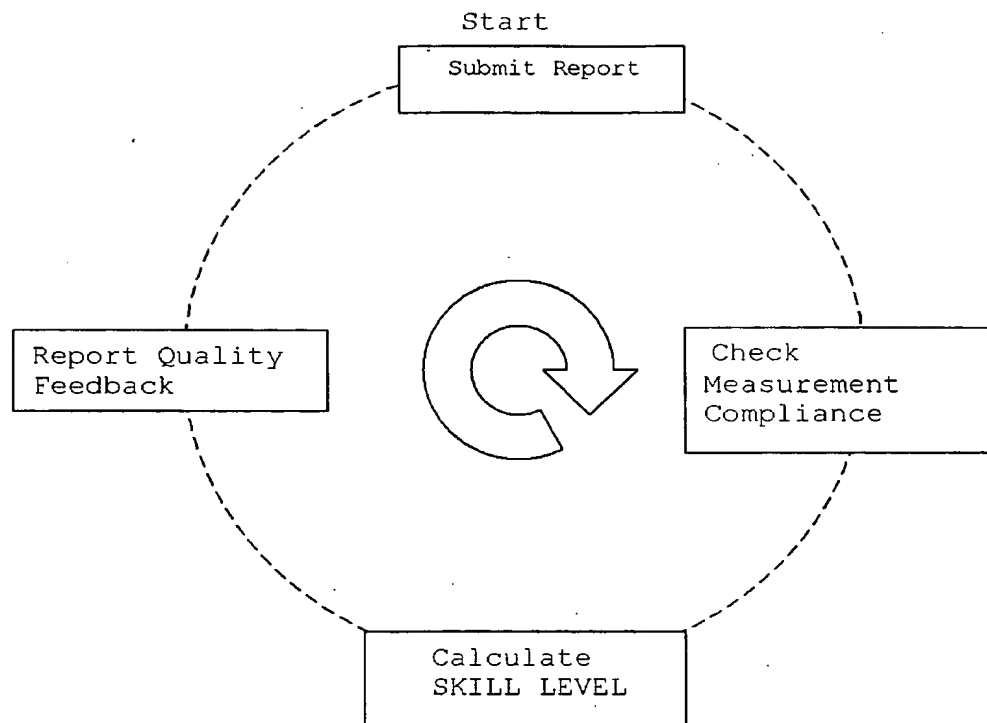 Start
Submit Report
Report Quality
Feedback
Check
Measurement
Compliance
Calculate
SKILL LEVEL